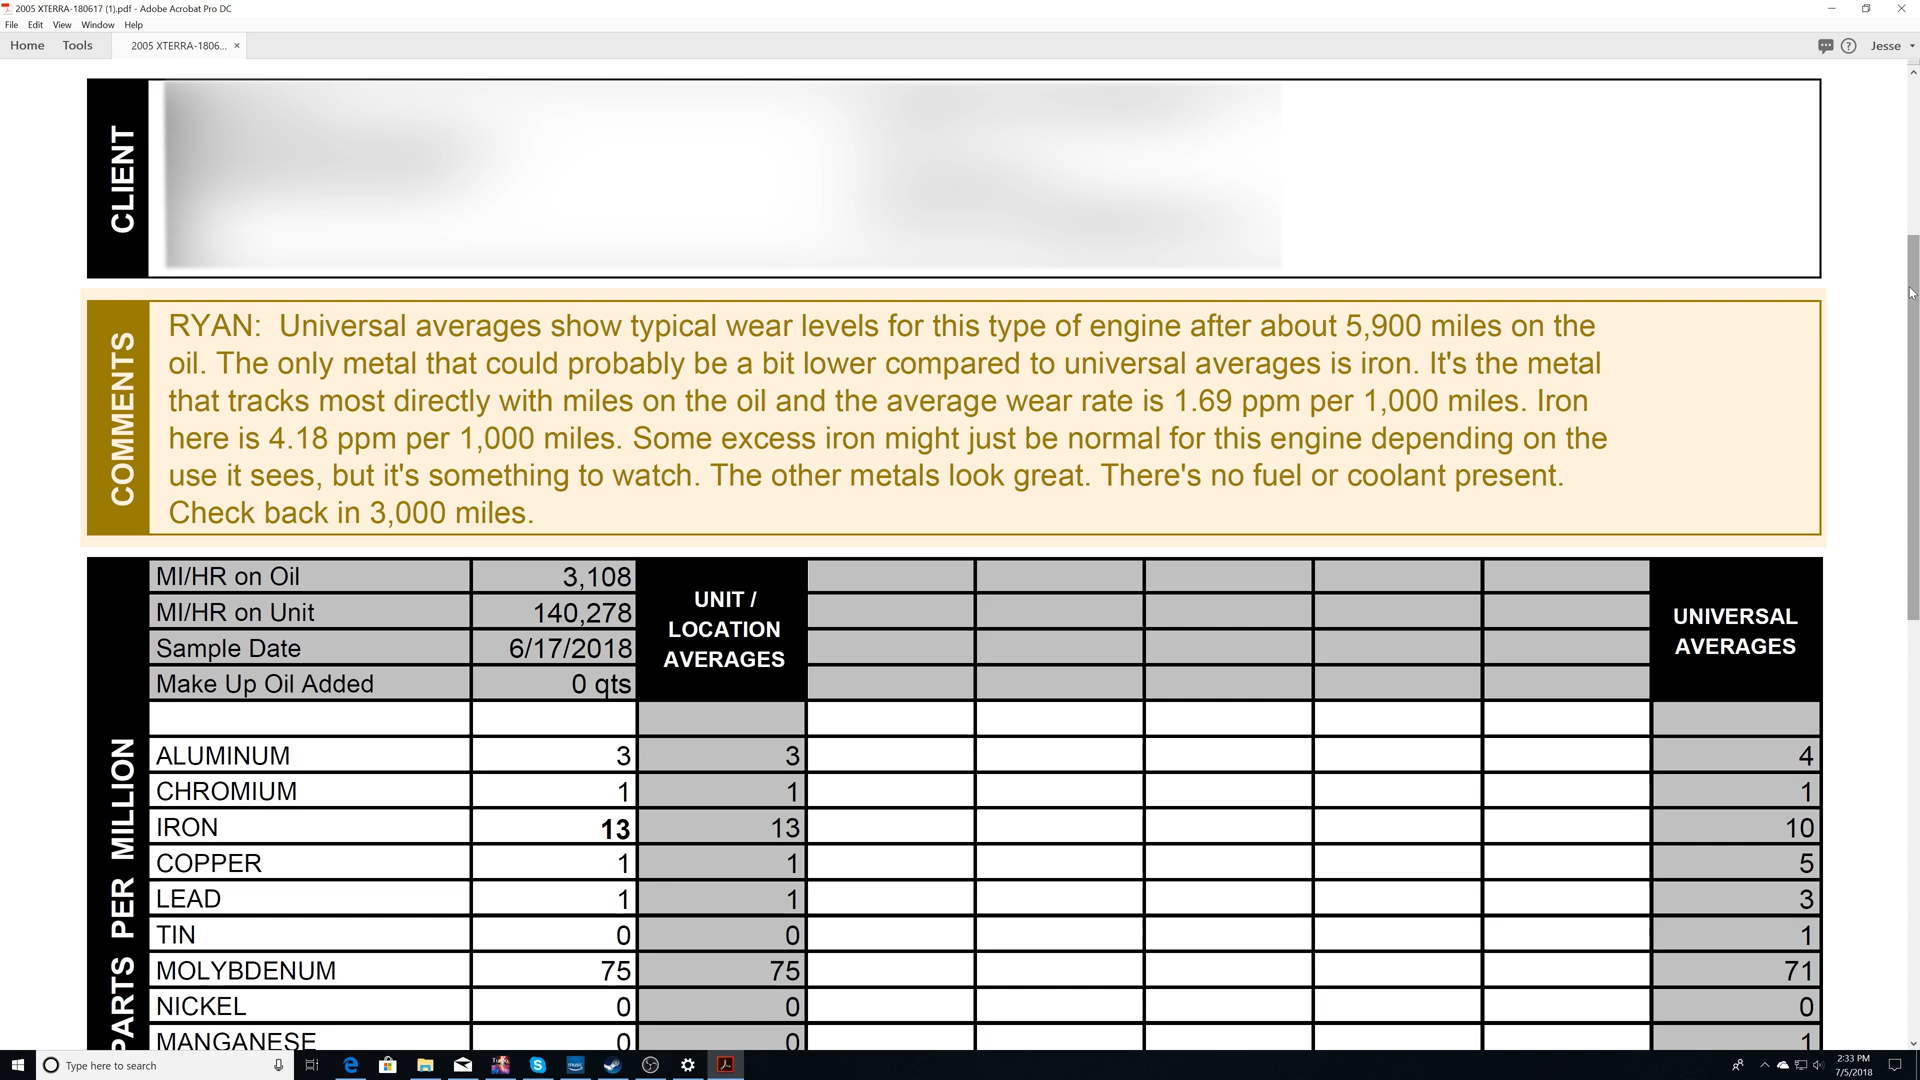 2005 XTERRA-180617 (1).pdf - Adobe Acrobat Pro DC
File Edit View Window Help
Home Tools 2005 XTERRA-1806... × Jesse
CLIENT
COMMENTS
RYAN: Universal averages show typical wear levels for this type of engine after about 5,900 miles on the
oil. The only metal that could probably be a bit lower compared to universal averages is iron. It's the metal
that tracks most directly with miles on the oil and the average wear rate is 1.69 ppm per 1,000 miles. Iron
here is 4.18 ppm per 1,000 miles. Some excess iron might just be normal for this engine depending on the
use it sees, but it's something to watch. The other metals look great. There's no fuel or coolant present.
Check back in 3,000 miles.
MI/HR on Oil 3,108
MI/HR on Unit 140,278
Sample Date 6/17/2018
Make Up Oil Added 0 qts
UNIT /
LOCATION
AVERAGES
UNIVERSAL
AVERAGES
PARTS PER MILLION
ALUMINUM 3 3 4
CHROMIUM 1 1 1
IRON 13 13 10
COPPER 1 1 5
LEAD 1 1 3
TIN 0 0 1
MOLYBDENUM 75 75 71
NICKEL 0 0 0
MANGANESE 0 0 1
Type here to search
music
2:33 PM
7/5/2018